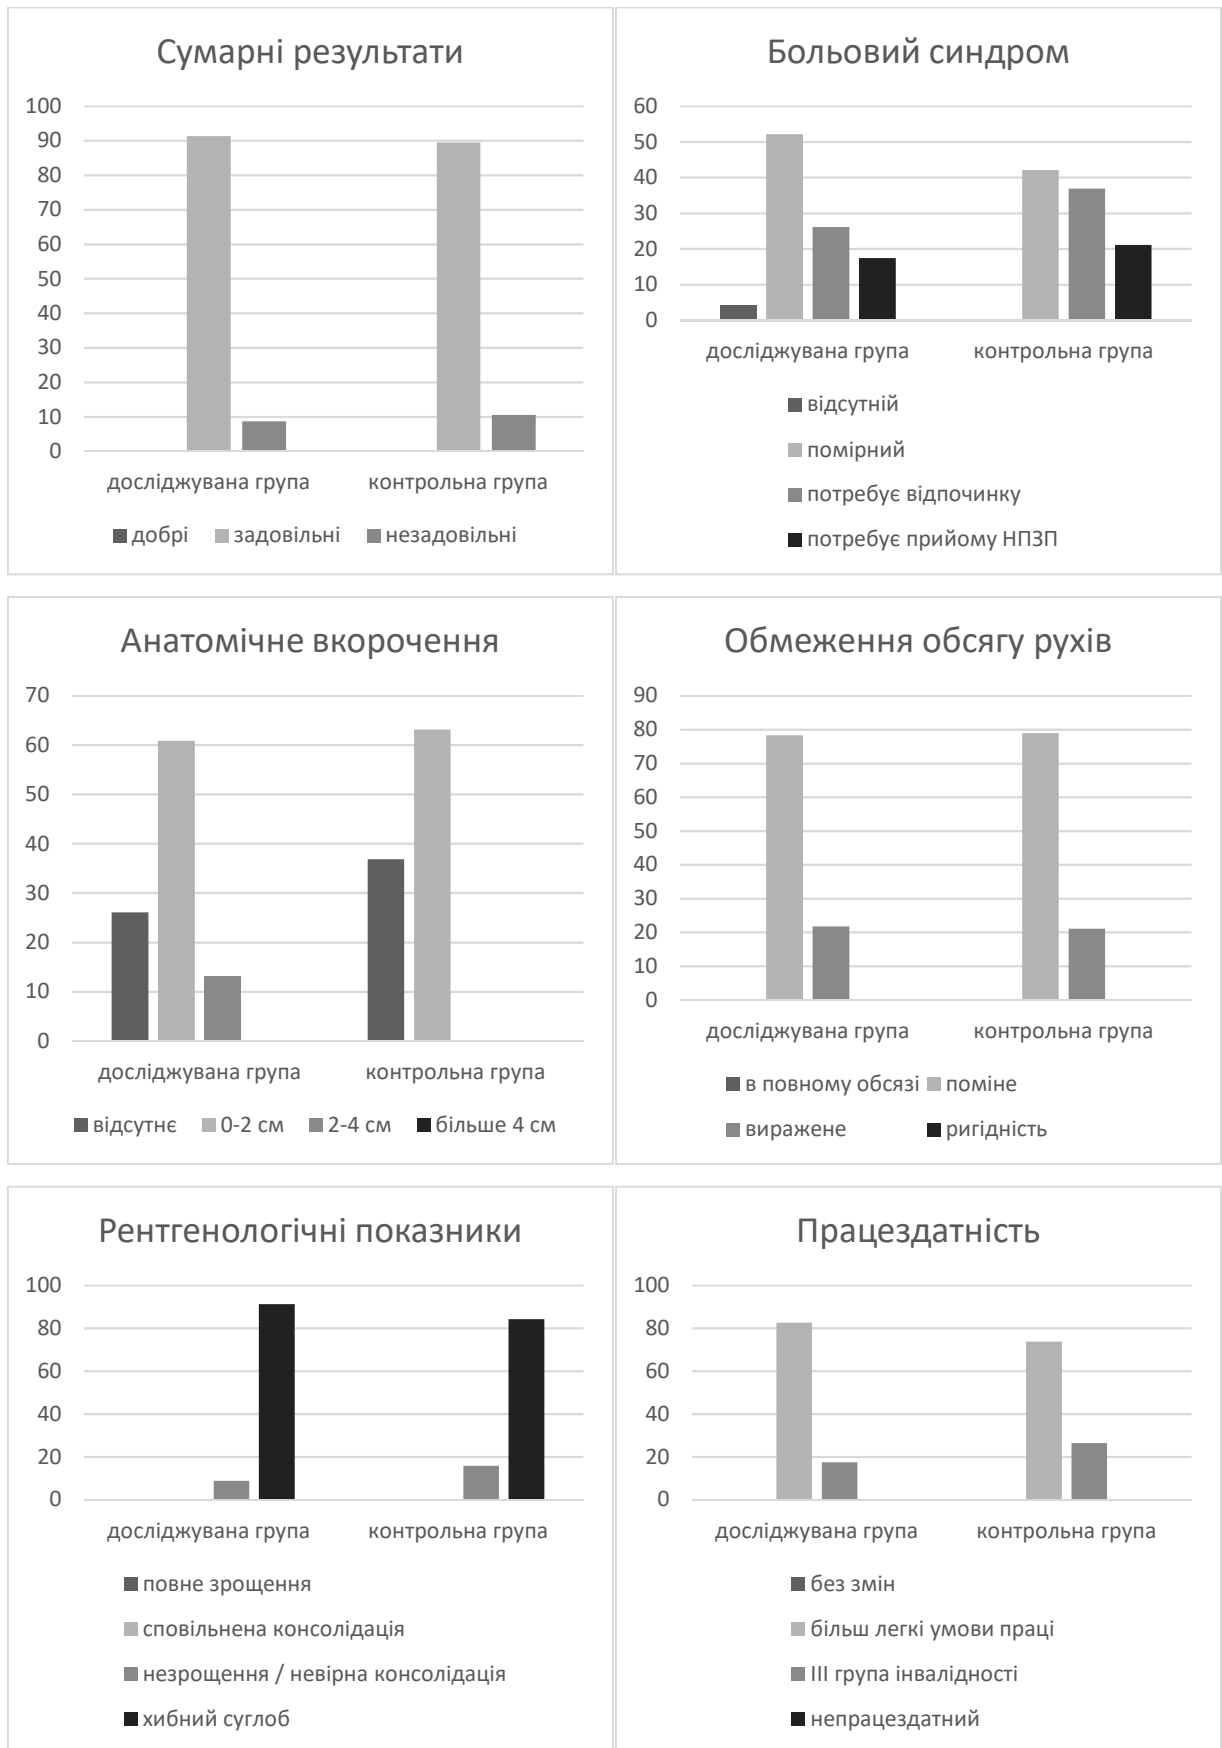 Сумарні результати
100
90
80
70
60
50
40
30
20
10
0
досліджувана група контрольна група
добрі задовільні незадовільні
Больовий синдром
60
50
40
30
20
10
0
досліджувана група контрольна група
відсутній
помірний
потребує відпочинку
потребує прийому НПЗП
Анатомічне вкорочення
70
60
50
40
30
20
10
0
досліджувана група контрольна група
відсутнє 0-2 см 2-4 см більше 4 см
Обмеження обсягу рухів
90
80
70
60
50
40
30
20
10
0
досліджувана група контрольна група
в повному обсязі поміне
виражене ригідність
Рентгенологічні показники
100
80
60
40
20
0
досліджувана група контрольна група
повне зрощення
сповільнена консолідація
незрощення / невірна консолідація
хибний суглоб
Працездатність
100
80
60
40
20
0
досліджувана група контрольна група
без змін
більш легкі умови праці
ІІІ група інвалідності
непрацездатний